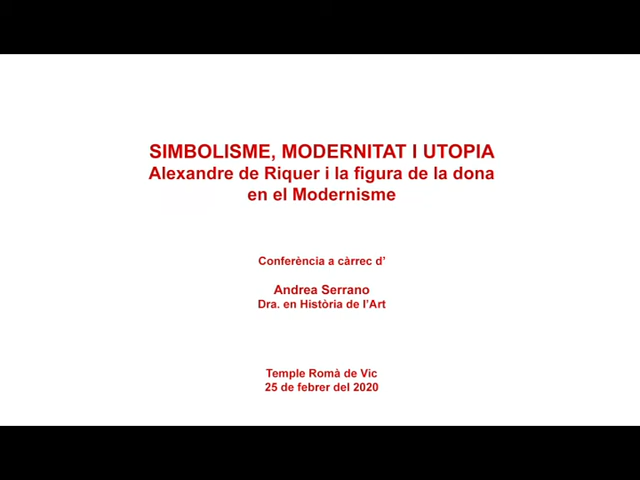 SIMBOLISME, MODERNITAT I UTOPIA
Alexandre de Riquer i la figura de la dona
en el Modernisme
Conferència a càrrec d’
Andrea Serrano
Dra. en Història de l’Art
Temple Romà de Vic
25 de febrer del 2020